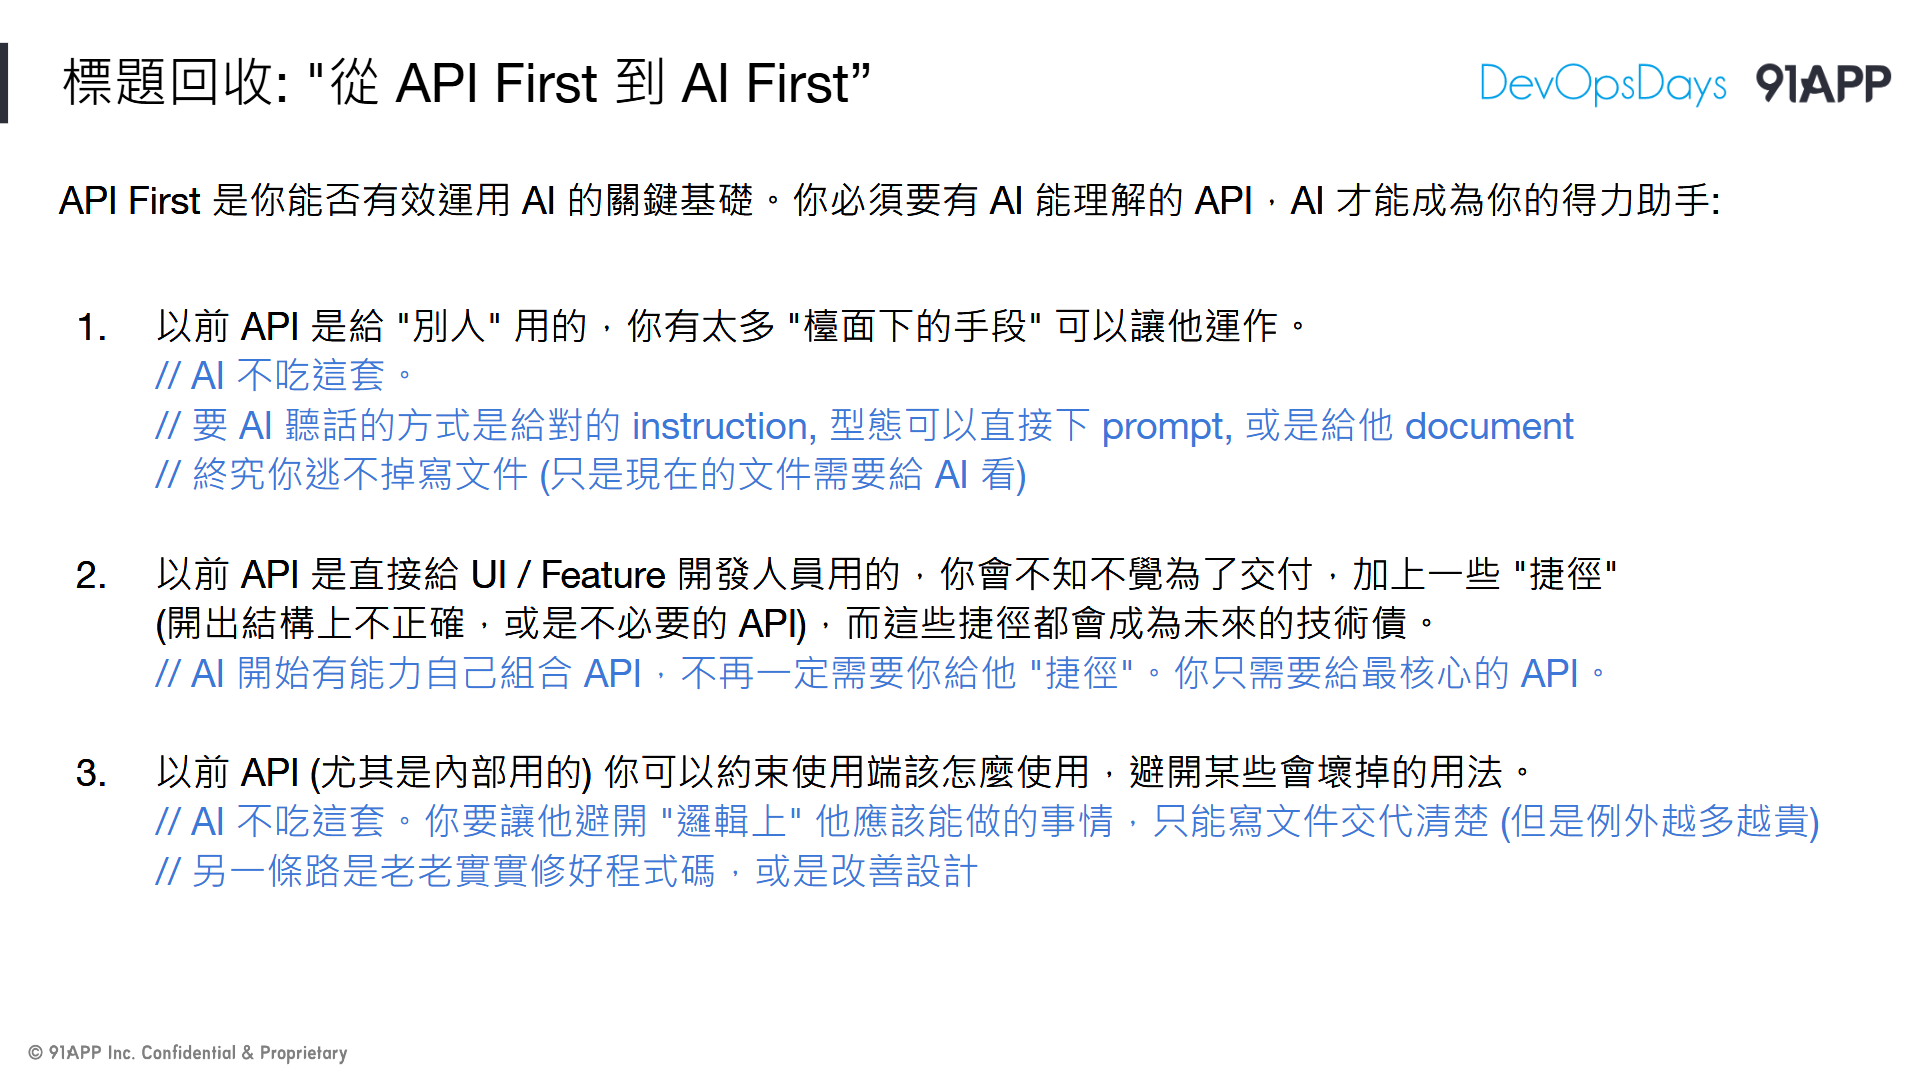 標題回收: "從 API First 到 AI First”
DevOpsDays 91APP
API First 是你能否有效運用 AI 的關鍵基礎。你必須要有 AI 能理解的 API，AI 才能成為你的得力助手:
1. 以前 API 是給 "別人" 用的，你有太多 "檯面下的手段" 可以讓他運作。
// AI 不吃這套。
// 要 AI 聽話的方式是給對的 instruction, 型態可以直接下 prompt, 或是給他 document
// 終究你逃不掉寫文件 (只是現在的文件需要給 AI 看)
2. 以前 API 是直接給 UI / Feature 開發人員用的，你會不知不覺為了交付，加上一些 "捷徑"
(開出結構上不正確，或是不必要的 API)，而這些捷徑都會成為未來的技術債。
// AI 開始有能力自己組合 API，不再一定需要你給他 "捷徑"。你只需要給最核心的 API。
3. 以前 API (尤其是內部用的) 你可以約束使用端該怎麼使用，避開某些會壞掉的用法。
// AI 不吃這套。你要讓他避開 "邏輯上" 他應該能做的事情，只能寫文件交代清楚 (但是例外越多越貴)
// 另一條路是老老實實修好程式碼，或是改善設計
© 91APP Inc. Confidential & Proprietary